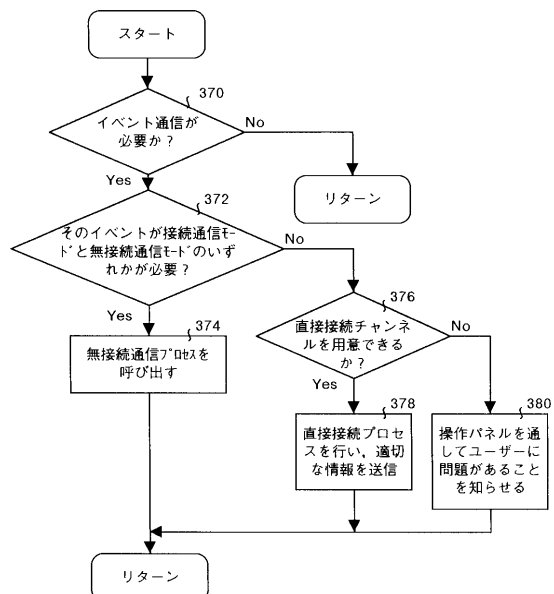 スタート
370
イベント通信が
必要か？
No
Yes
リターン
372
そのイベントが接続通信ﾓｰ
ﾄﾞと無接続通信ﾓｰﾄﾞのいず
れかが必要？
No
Yes
374
無接続通信ﾌﾟﾛｾｽを
呼び出す
376
直接接続チャンネ
ルを用意できる
か？
No
Yes
378
直接接続プロセ
スを行い，適切
な情報を送信
380
操作パネルを通
してユーザーに
問題があること
を知らせる
リターン